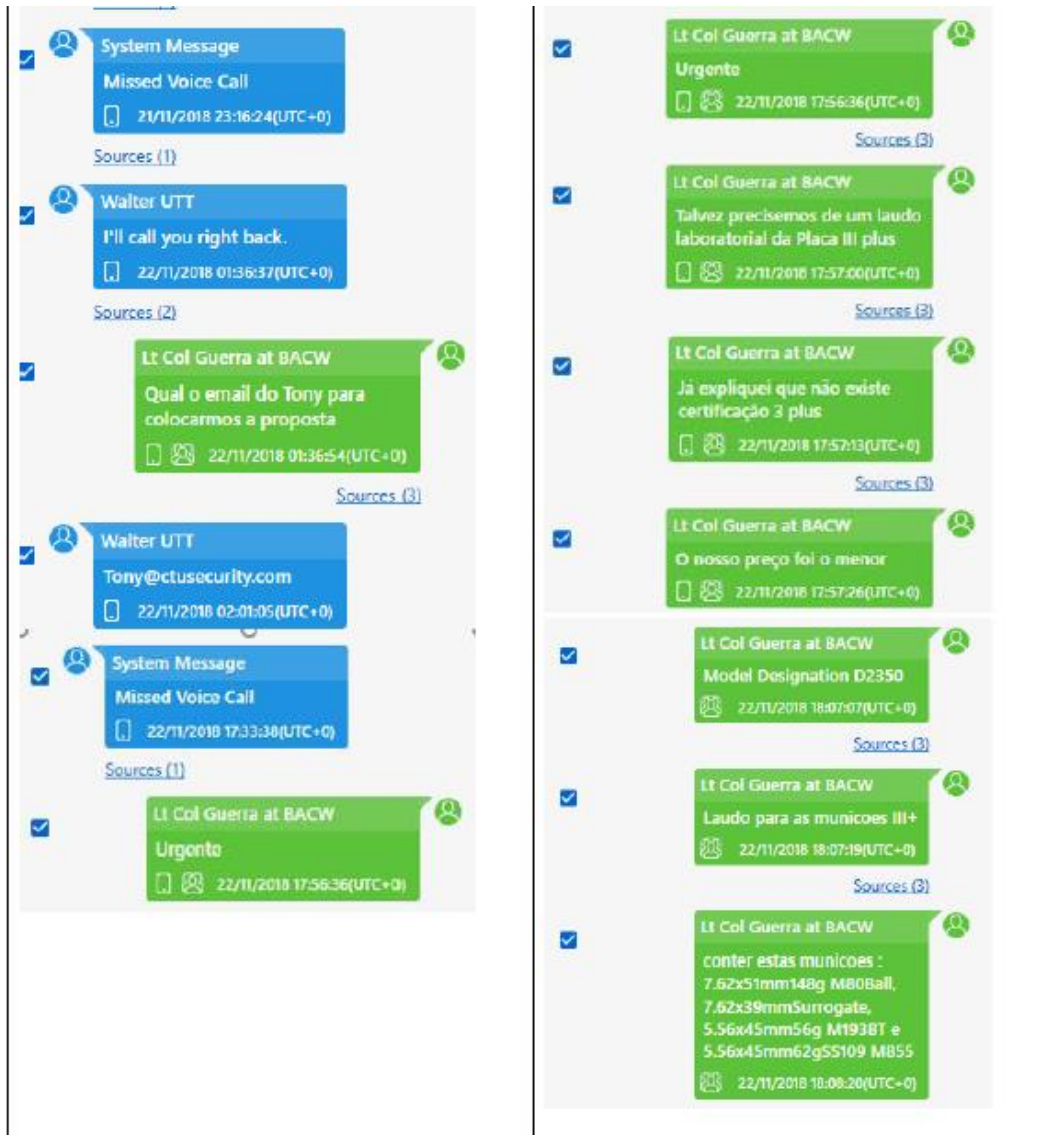 System Message
Missed Voice Call
21/11/2018 23:16:24(UTC+0)
Sources (1)
Walter UTT
I'll call you right back.
22/11/2018 01:36:37(UTC+0)
Sources (2)
Lt Col Guerra at BACW
Qual o email do Tony para
colocarmos a proposta
22/11/2018 01:36:54(UTC+0)
Sources (3)
Walter UTT
Tony@ctusecurity.com
22/11/2018 02:01:05(UTC+0)
System Message
Missed Voice Call
22/11/2018 17:33:38(UTC+0)
Sources (1)
Lt Col Guerra at BACW
Urgente
22/11/2018 17:56:36(UTC+0)
Lt Col Guerra at BACW
Urgente
22/11/2018 17:56:36(UTC+0)
Sources (3)
Lt Col Guerra at BACW
Talvez precisemos de um laudo
laboratorial da Placa III plus
22/11/2018 17:57:00(UTC+0)
Sources (3)
Lt Col Guerra at BACW
Já expliquei que não existe
certificação 3 plus
22/11/2018 17:57:13(UTC+0)
Sources (3)
Lt Col Guerra at BACW
O nosso preço foi o menor
22/11/2018 17:57:26(UTC+0)
Lt Col Guerra at BACW
Model Designation D2350
22/11/2018 18:07:07(UTC+0)
Sources (3)
Lt Col Guerra at BACW
Laudo para as municoes III+
22/11/2018 18:07:19(UTC+0)
Sources (3)
Lt Col Guerra at BACW
conter estas municoes :
7.62x51mm148g M80Ball,
7.62x39mmSurrogate,
5.56x45mm56g M193BT e
5.56x45mm62gSS109 M855
22/11/2018 18:08:20(UTC+0)